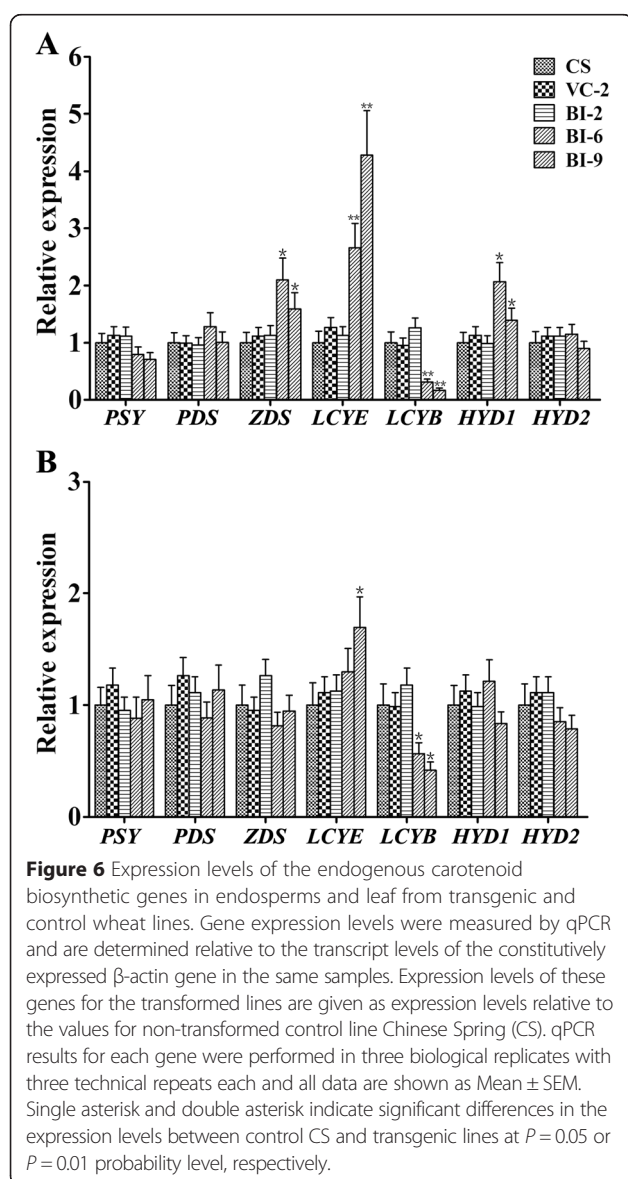 A
6
5
4
3
2
1
0
Relative expression
CS
VC-2
BI-2
BI-6
BI-9
*
*
**
**
**
**
*
*
PSY PDS ZDS LCYE LCYB HYD1 HYD2
B
3
2
1
0
Relative expression
*
*
*
PSY PDS ZDS LCYE LCYB HYD1 HYD2
Figure 6 Expression levels of the endogenous carotenoid
biosynthetic genes in endosperms and leaf from transgenic and
control wheat lines. Gene expression levels were measured by qPCR
and are determined relative to the transcript levels of the constitutively
expressed β-actin gene in the same samples. Expression levels of these
genes for the transformed lines are given as expression levels relative to
the values for non-transformed control line Chinese Spring (CS). qPCR
results for each gene were performed in three biological replicates with
three technical repeats each and all data are shown as Mean ± SEM.
Single asterisk and double asterisk indicate significant differences in the
expression levels between control CS and transgenic lines at P = 0.05 or
P = 0.01 probability level, respectively.